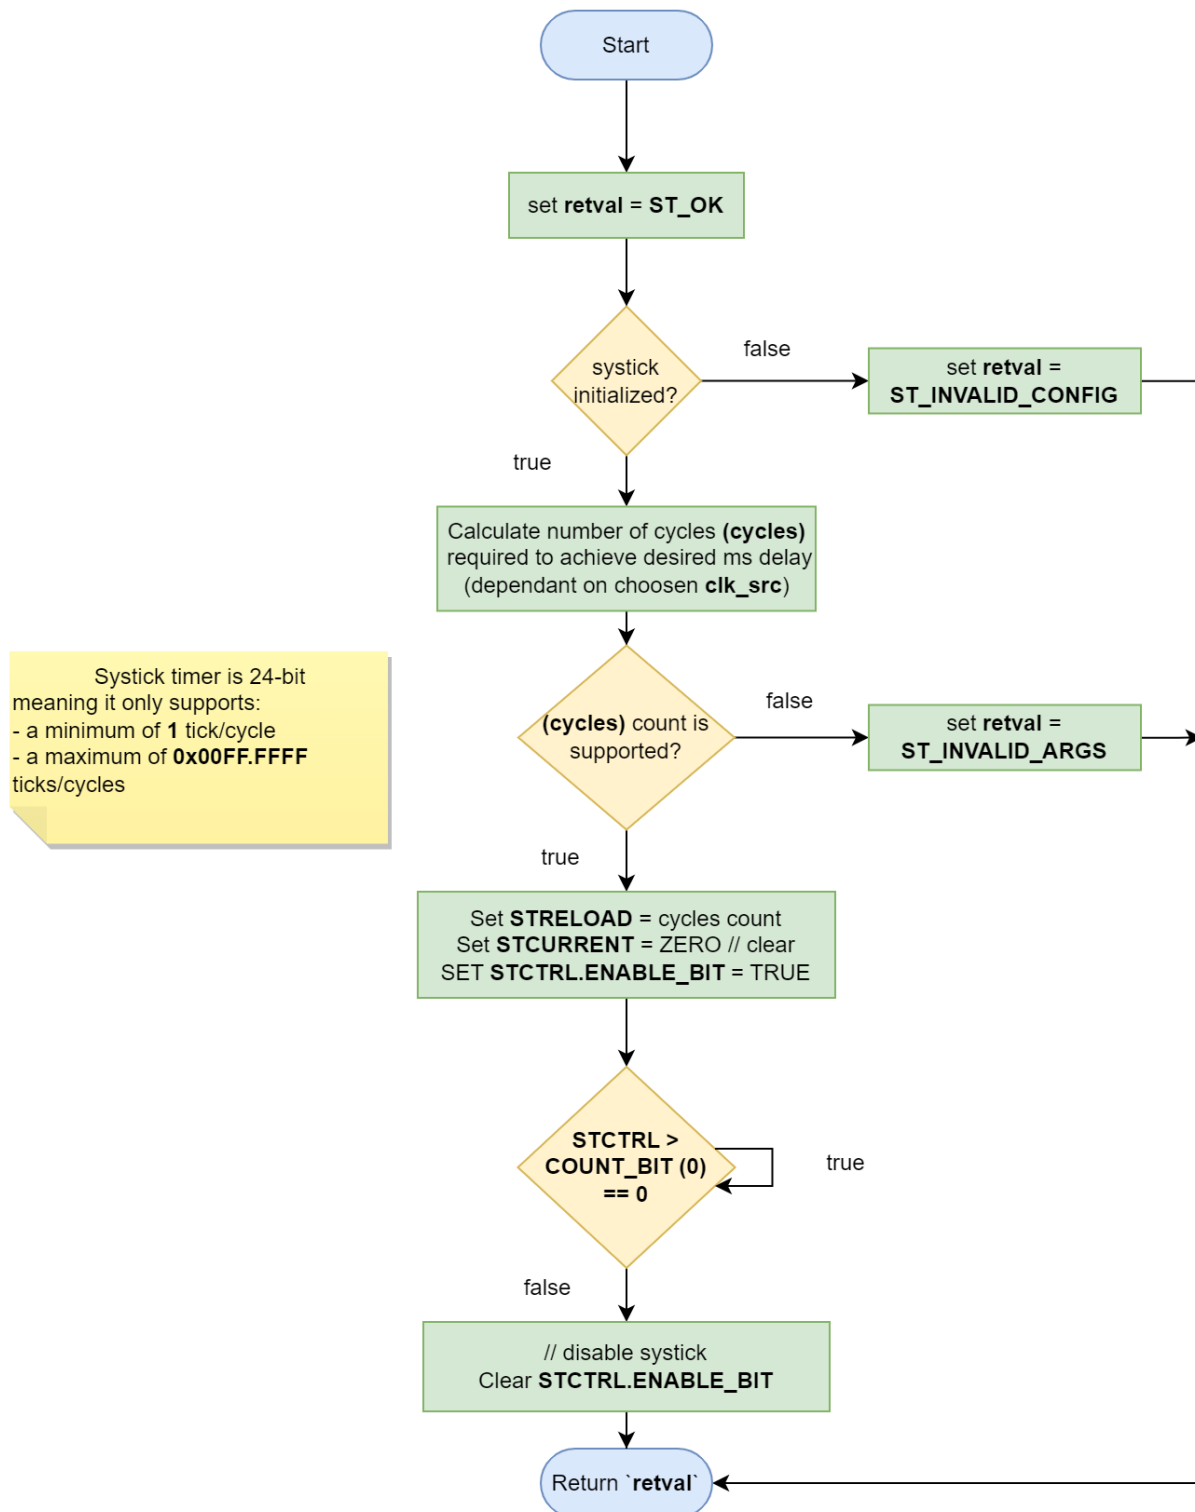 Start
set retval = ST_OK
systick
initialized?
false
set retval =
ST_INVALID_CONFIG
true
Calculate number of cycles (cycles)
required to achieve desired ms delay
(dependant on choosen clk_src)
Systick timer is 24-bit
meaning it only supports:
- a minimum of 1 tick/cycle
- a maximum of 0x00FF.FFFF
ticks/cycles
(cycles) count is
supported?
false
set retval =
ST_INVALID_ARGS
true
Set STRELOAD = cycles count
Set STCURRENT = ZERO // clear
SET STCTRL.ENABLE_BIT = TRUE
STCTRL >
COUNT_BIT (0)
== 0
true
false
// disable systick
Clear STCTRL.ENABLE_BIT
Return `retval`